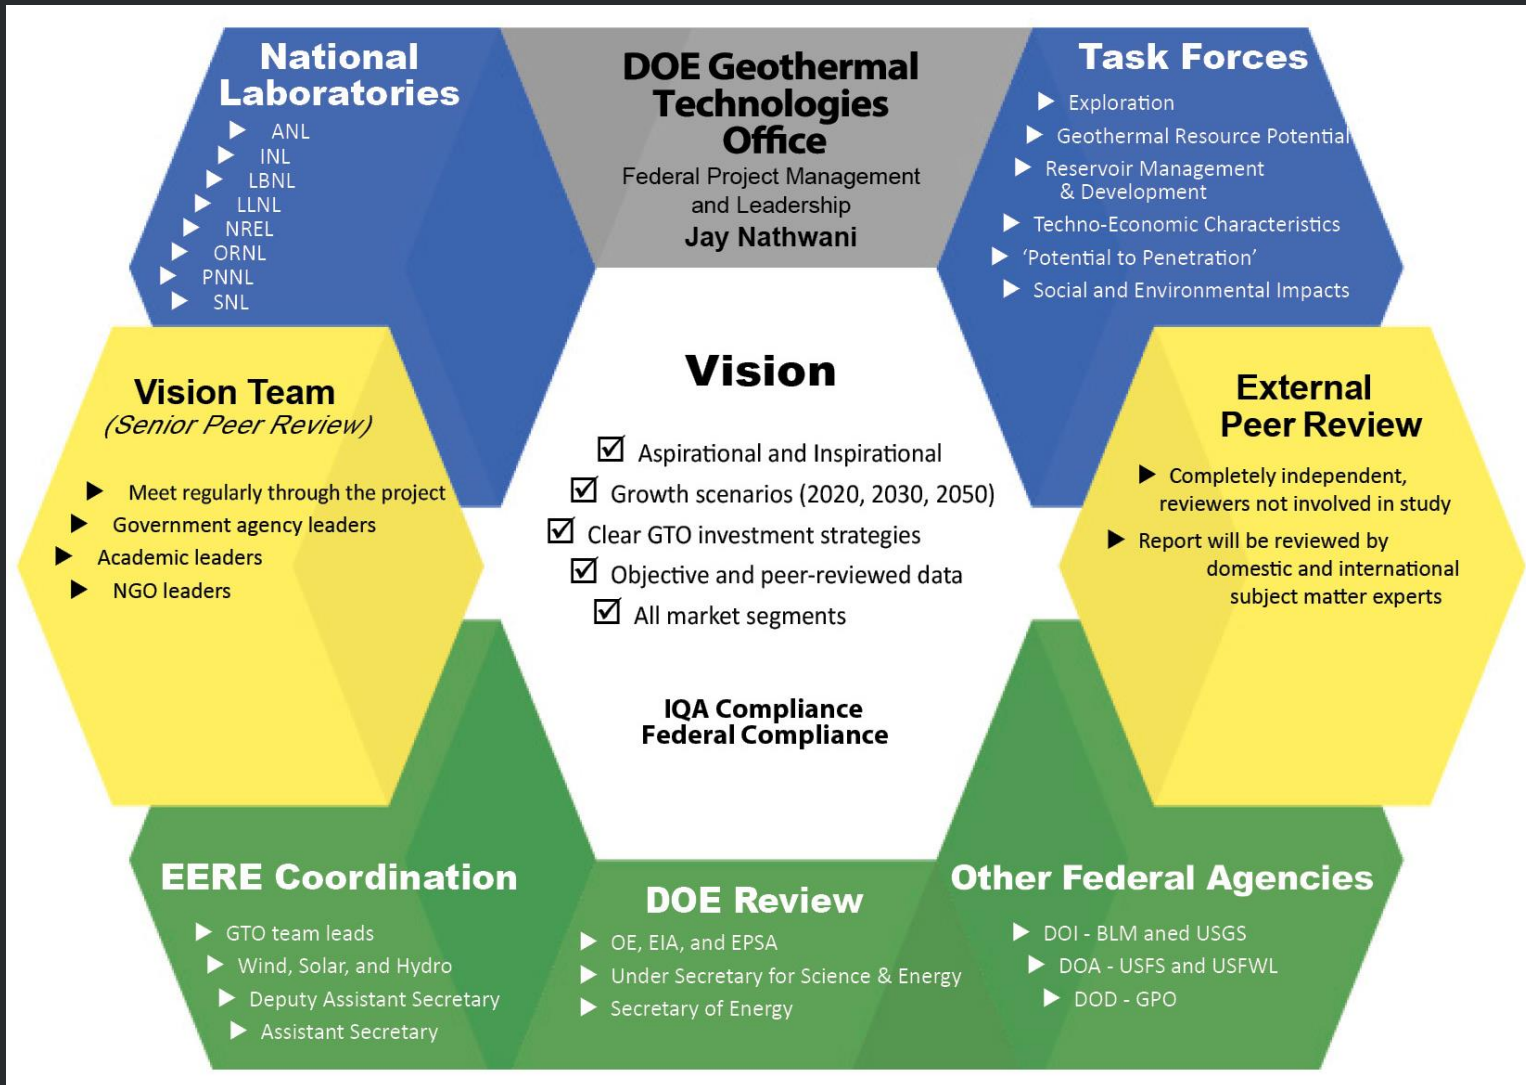 National
Laboratories
ANL
INL
LBNL
LLNL
NREL
ORNL
PNNL
SNL
DOE Geothermal
Technologies
Office
Federal Project Management
and Leadership
Jay Nathwani
Task Forces
Exploration
Geothermal Resource Potential
Reservoir Management
& Development
Techno-Economic Characteristics
‘Potential to Penetration’
Social and Environmental Impacts
Vision Team
(Senior Peer Review)
Meet regularly through the project
Government agency leaders
Academic leaders
NGO leaders
Vision
Aspirational and Inspirational
Growth scenarios (2020, 2030, 2050)
Clear GTO investment strategies
Objective and peer-reviewed data
All market segments
IQA Compliance
Federal Compliance
External
Peer Review
Completely independent,
reviewers not involved in study
Report will be reviewed by
domestic and international
subject matter experts
EERE Coordination
GTO team leads
Wind, Solar, and Hydro
Deputy Assistant Secretary
Assistant Secretary
DOE Review
OE, EIA, and EPSA
Under Secretary for Science & Energy
Secretary of Energy
Other Federal Agencies
DOI - BLM aned USGS
DOA - USFS and USFWL
DOD - GPO